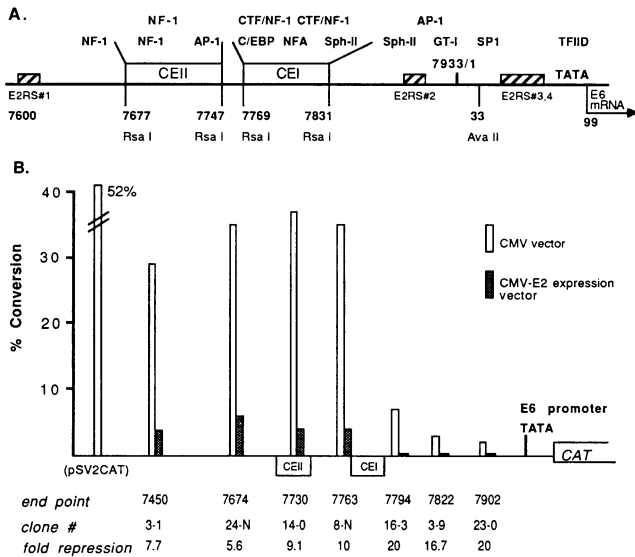 A.
NF-1 CTF/NF-1 CTF/NF-1 AP-1
NF-1 NF-1 AP-1 C/EBP NFA Sph-II Sph-II GT-I SP1 TFIID
7933/1
CEII CEI TATA
E2RS#1 E2RS#2 E2RS#3,4 E6
mRNA
7600 7677 7747 7769 7831 33 99
Rsa I Rsa I Rsa I Rsa I Ava II
B.
% Conversion
40
30
20
10
52%
CMV vector
CMV-E2 expression
vector
E6 promoter
TATA
CAT
(pSV2CAT) CEII CEI
end point 7450 7674 7730 7763 7794 7822 7902
clone # 3-1 24-N 14-0 8-N 16-3 3-9 23-0
fold repression 7.7 5.6 9.1 10 20 16.7 20